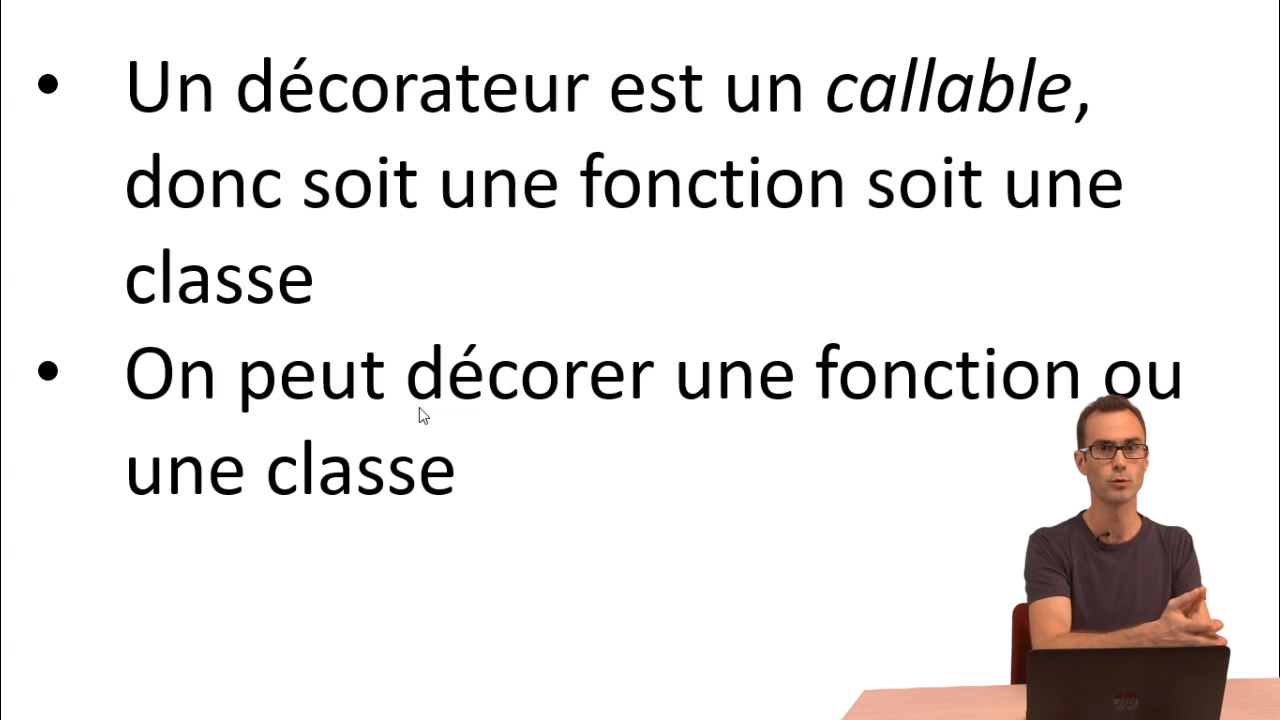 • Un décorateur est un callable,
donc soit une fonction soit une
classe
• On peut décorer une fonction ou
une classe
hp